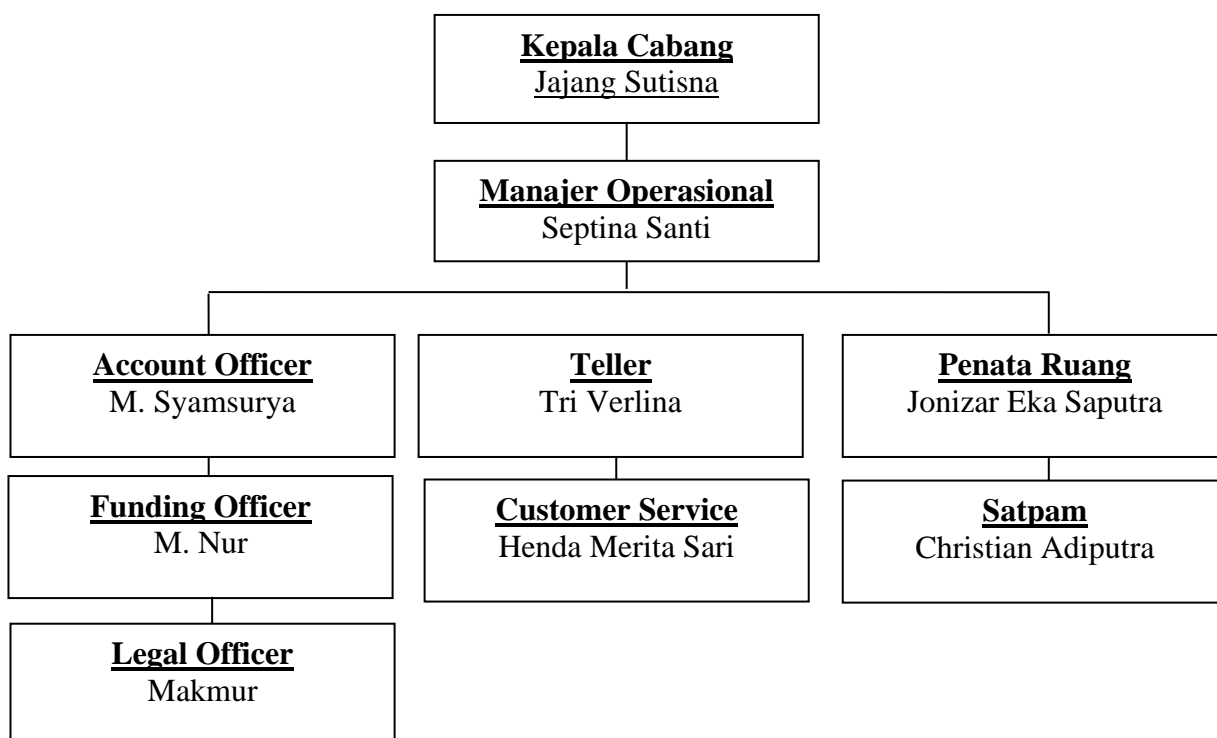 Kepala Cabang
Jajang Sutisna
Manajer Operasional
Septina Santi
Account Officer
M. Syamsurya
Teller
Tri Verlina
Penata Ruang
Jonizar Eka Saputra
Funding Officer
M. Nur
Customer Service
Henda Merita Sari
Satpam
Christian Adiputra
Legal Officer
Makmur